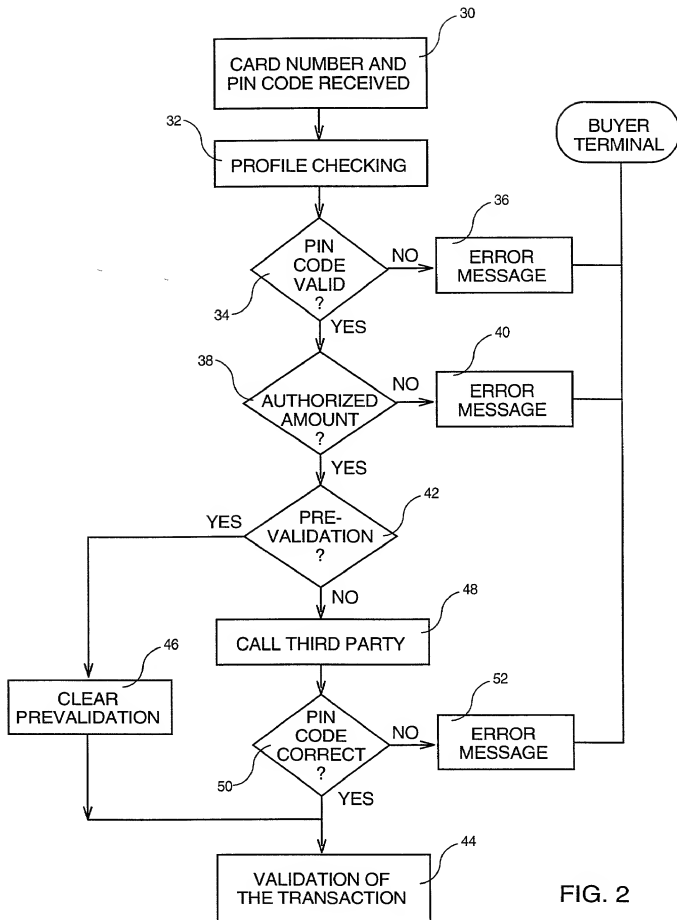 30
CARD NUMBER AND
PIN CODE RECEIVED
32
PROFILE CHECKING
BUYER
TERMINAL
PIN
CODE
VALID
?
34
NO
36
ERROR
MESSAGE
YES
38
AUTHORIZED
AMOUNT
?
NO
40
ERROR
MESSAGE
YES
42
PRE-
VALIDATION
?
YES
NO
48
CALL THIRD PARTY
46
CLEAR
PREVALIDATION
PIN
CODE
CORRECT
?
50
NO
52
ERROR
MESSAGE
YES
44
VALIDATION OF
THE TRANSACTION
FIG. 2